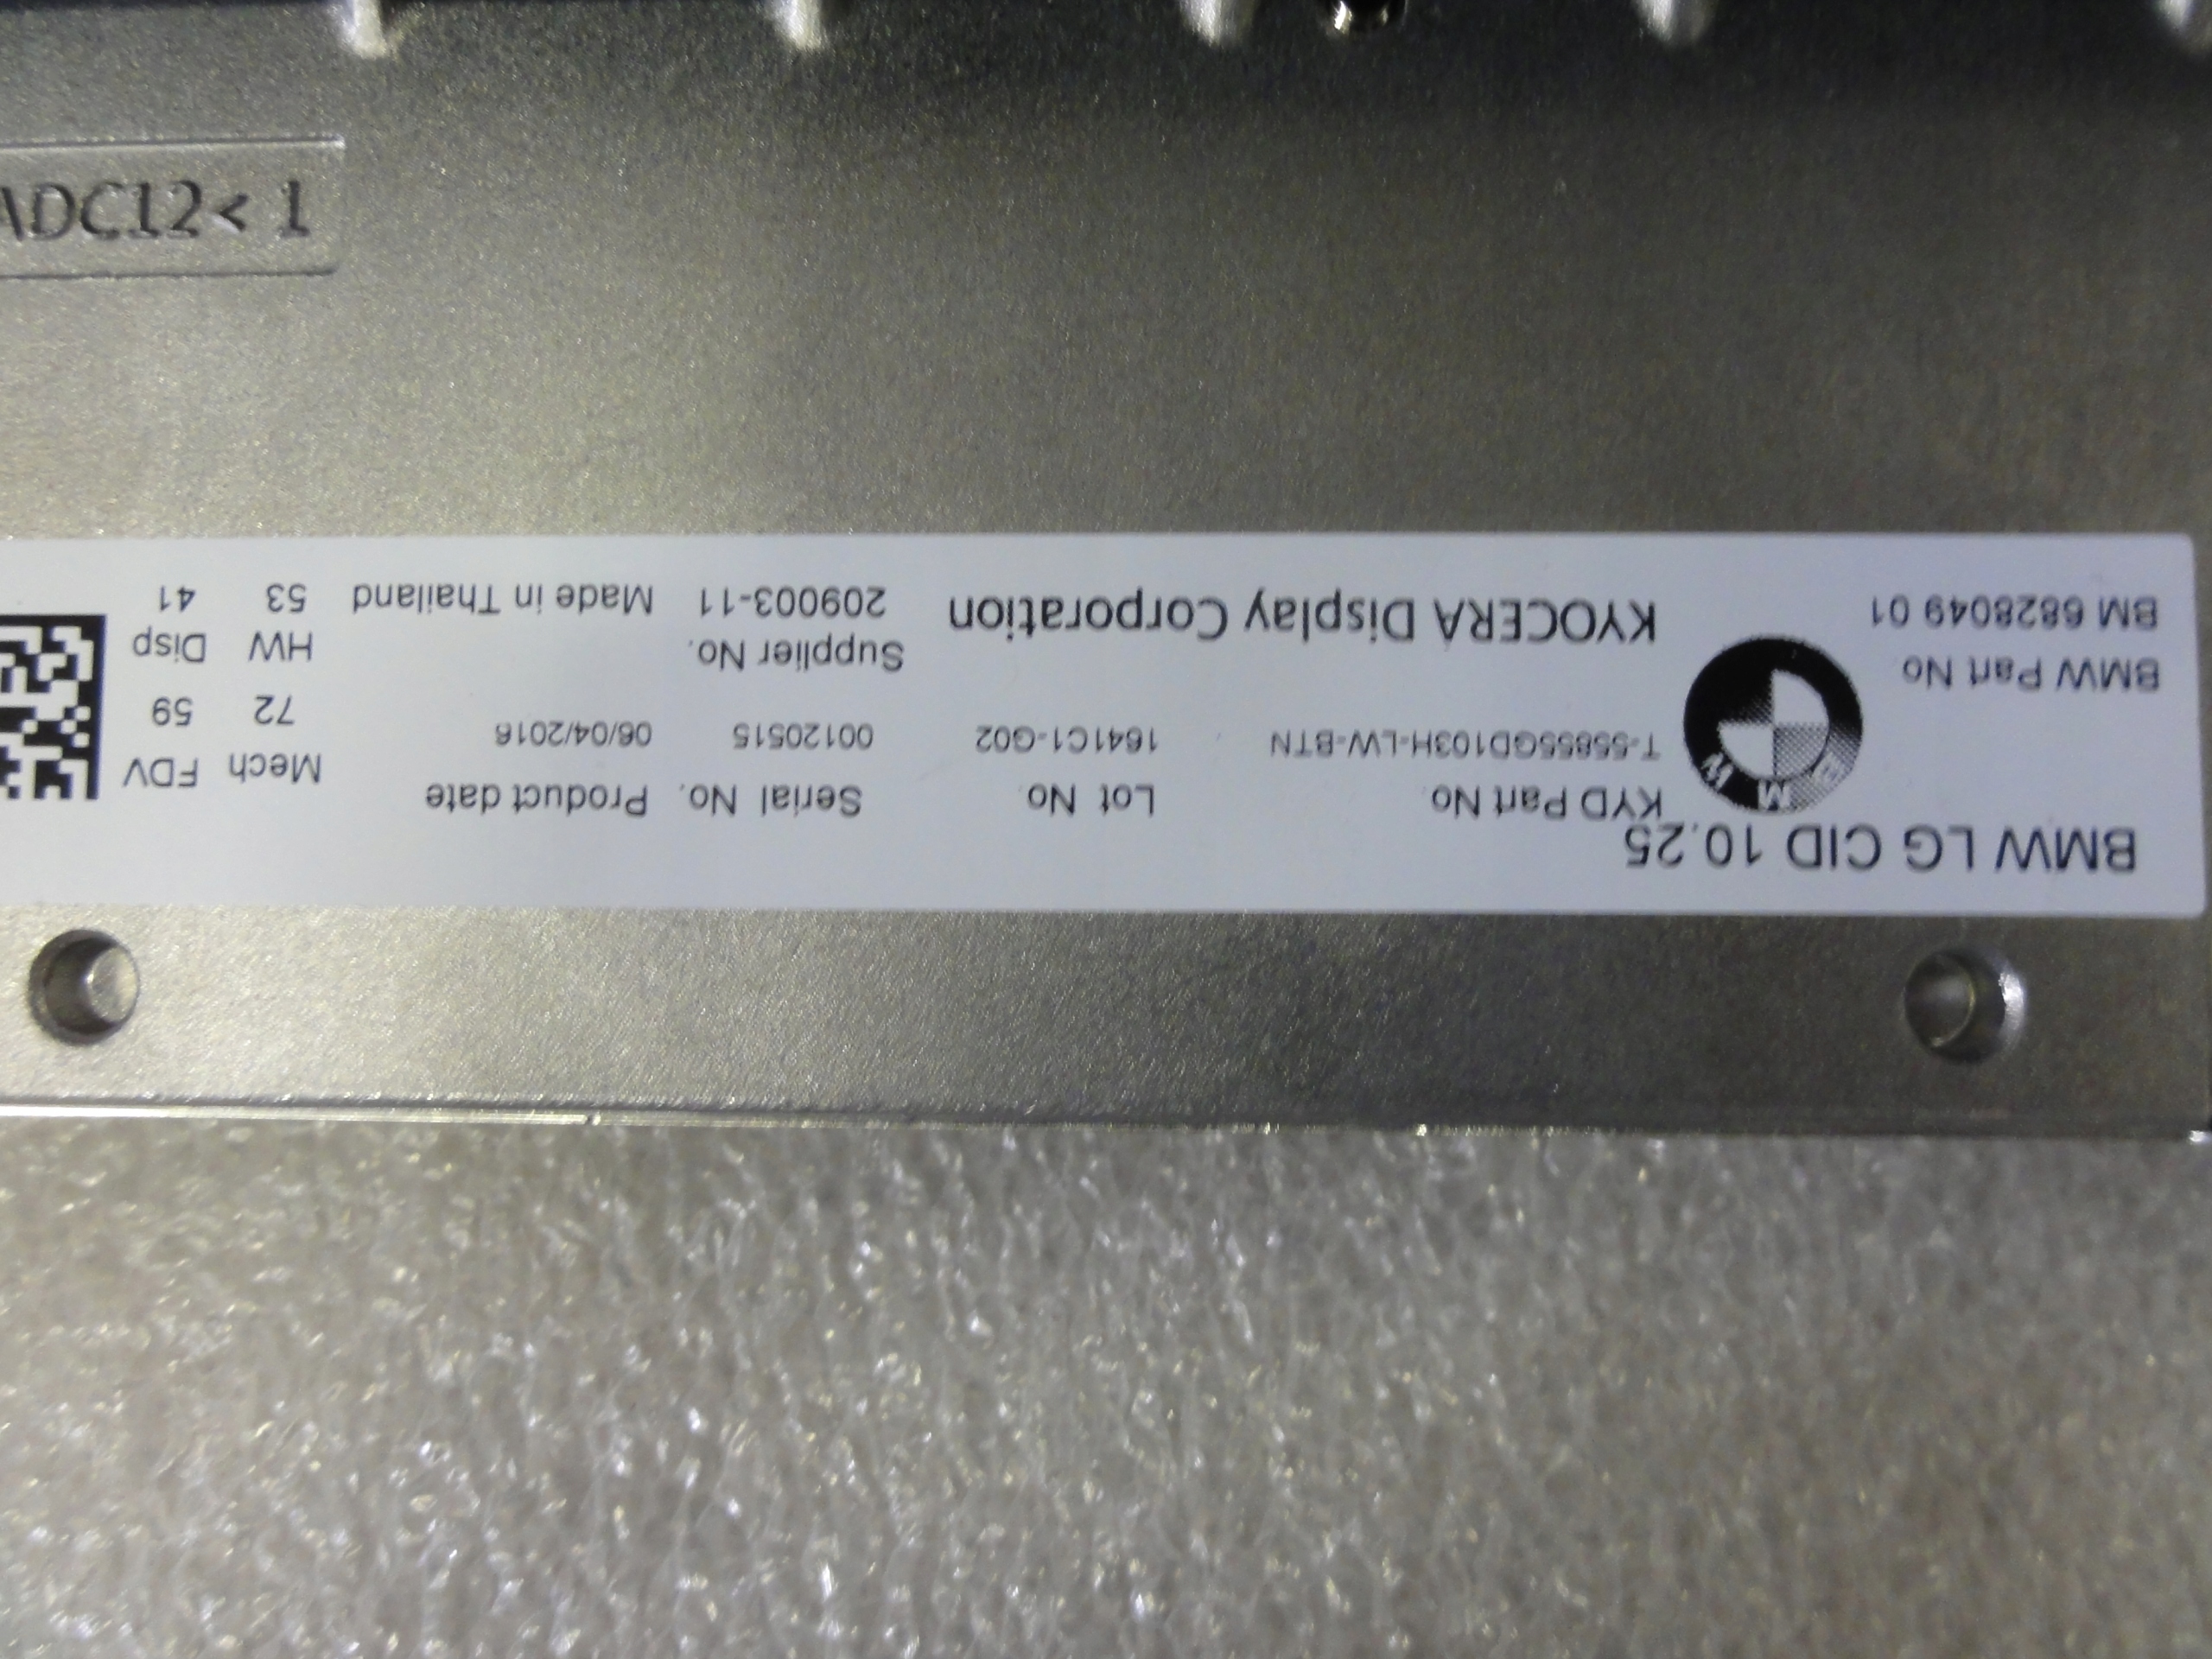 BMW LG CID 10.25
KYD Part No Lot No Serial No. Product date Mech FDV
T-55855GD103H-LW-BTN 1641C1-G02 00120515 06/04/2016 72 59
BMW Part No Supplier No. HW Disp
BM 6828049 01 KYOCERA Display Corporation 209003-11 Made in Thailand 53 41
BMW
ADC12< 1